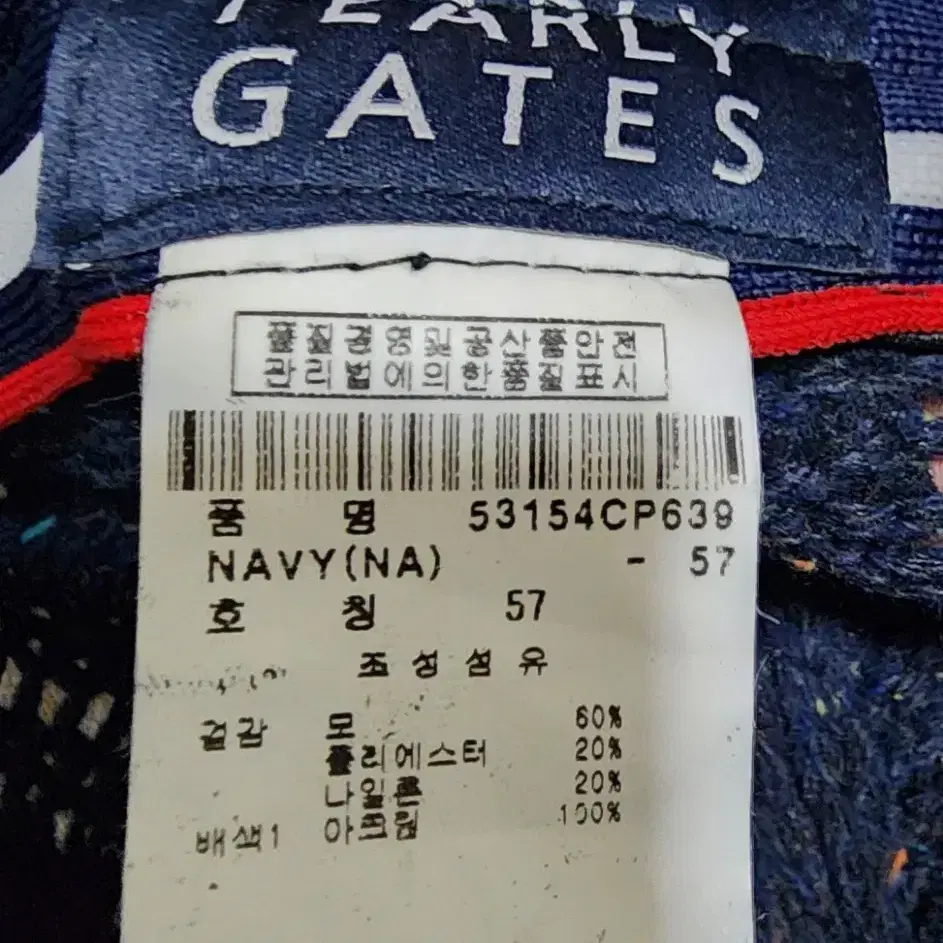 PEARLY
GATES
품질경영및공산품안전
관리법에의한품질표시
품 명 53154CP639
NAVY(NA) - 57
호 칭 57
조성섬유
겉감 모 60%
폴리에스터 20%
나일론 20%
배색1 아크릴 100%